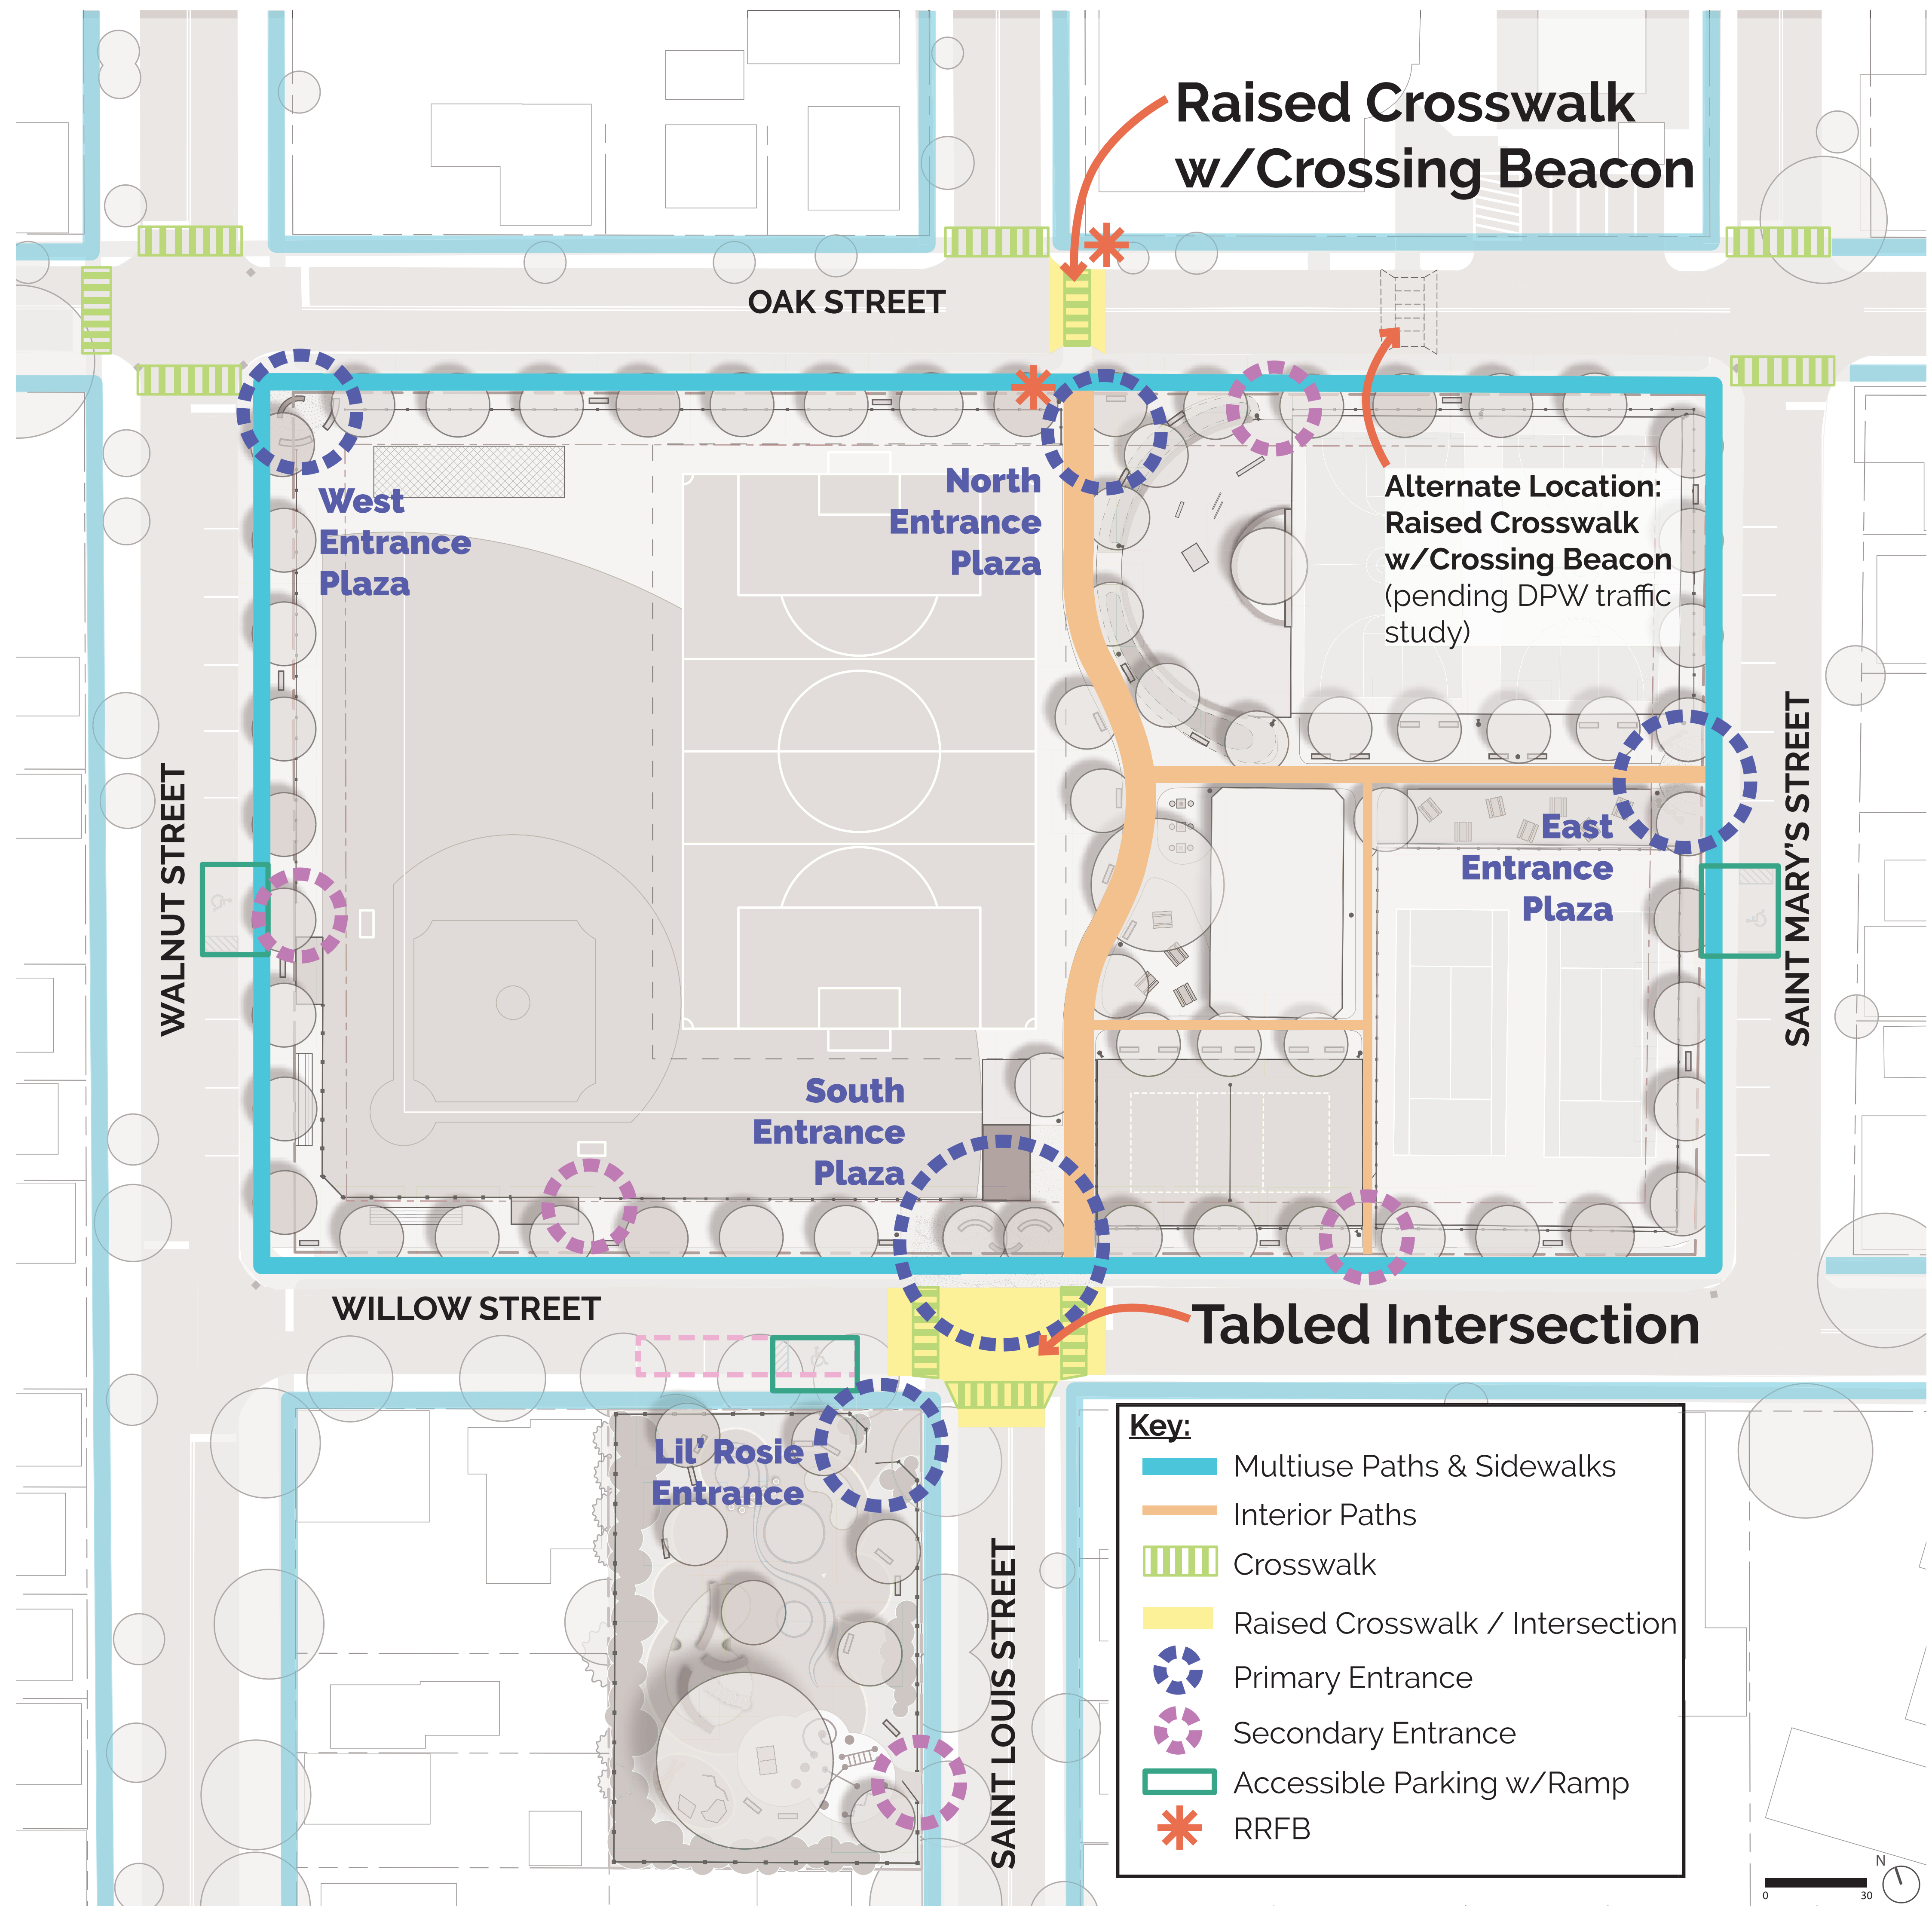 Raised Crosswalk
w/Crossing Beacon
OAK STREET
West
Entrance
Plaza
North
Entrance
Plaza
Alternate Location:
Raised Crosswalk
w/Crossing Beacon
(pending DPW traffic
study)
WALNUT STREET
SAINT MARY'S STREET
East
Entrance
Plaza
South
Entrance
Plaza
WILLOW STREET
Tabled Intersection
Lil' Rosie
Entrance
SAINT LOUIS STREET
Key:
Multiuse Paths & Sidewalks
Interior Paths
Crosswalk
Raised Crosswalk / Intersection
Primary Entrance
Secondary Entrance
Accessible Parking w/Ramp
RRFB
N
0 30